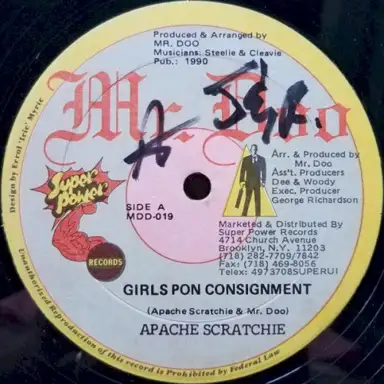 Produced & Arranged by
MR. DOO
Musicians: Steelie & Cleavie
Pub.: 1990
Mr. Doo
Design by Errol 'Irie' Myrie
Super
Power
RECORDS
SIDE A
MDD-019
Arr. & Produced by
Mr. Doo
Ass't. Producers
Dee & Woody
Exec. Producer
George Richardson
Marketed & Distributed By
Super Power Records
4714 Church Avenue
Brooklyn, N.Y. 11203
(718) 282-7709/7842
Fax: (718) 469-8056
Telex: 4973708SUPERUI
GIRLS PON CONSIGNMENT
(Apache Scratchie & Mr. Doo)
APACHE SCRATCHIE
Unauthorized Reproduction of this record is Prohibited by Federal Law